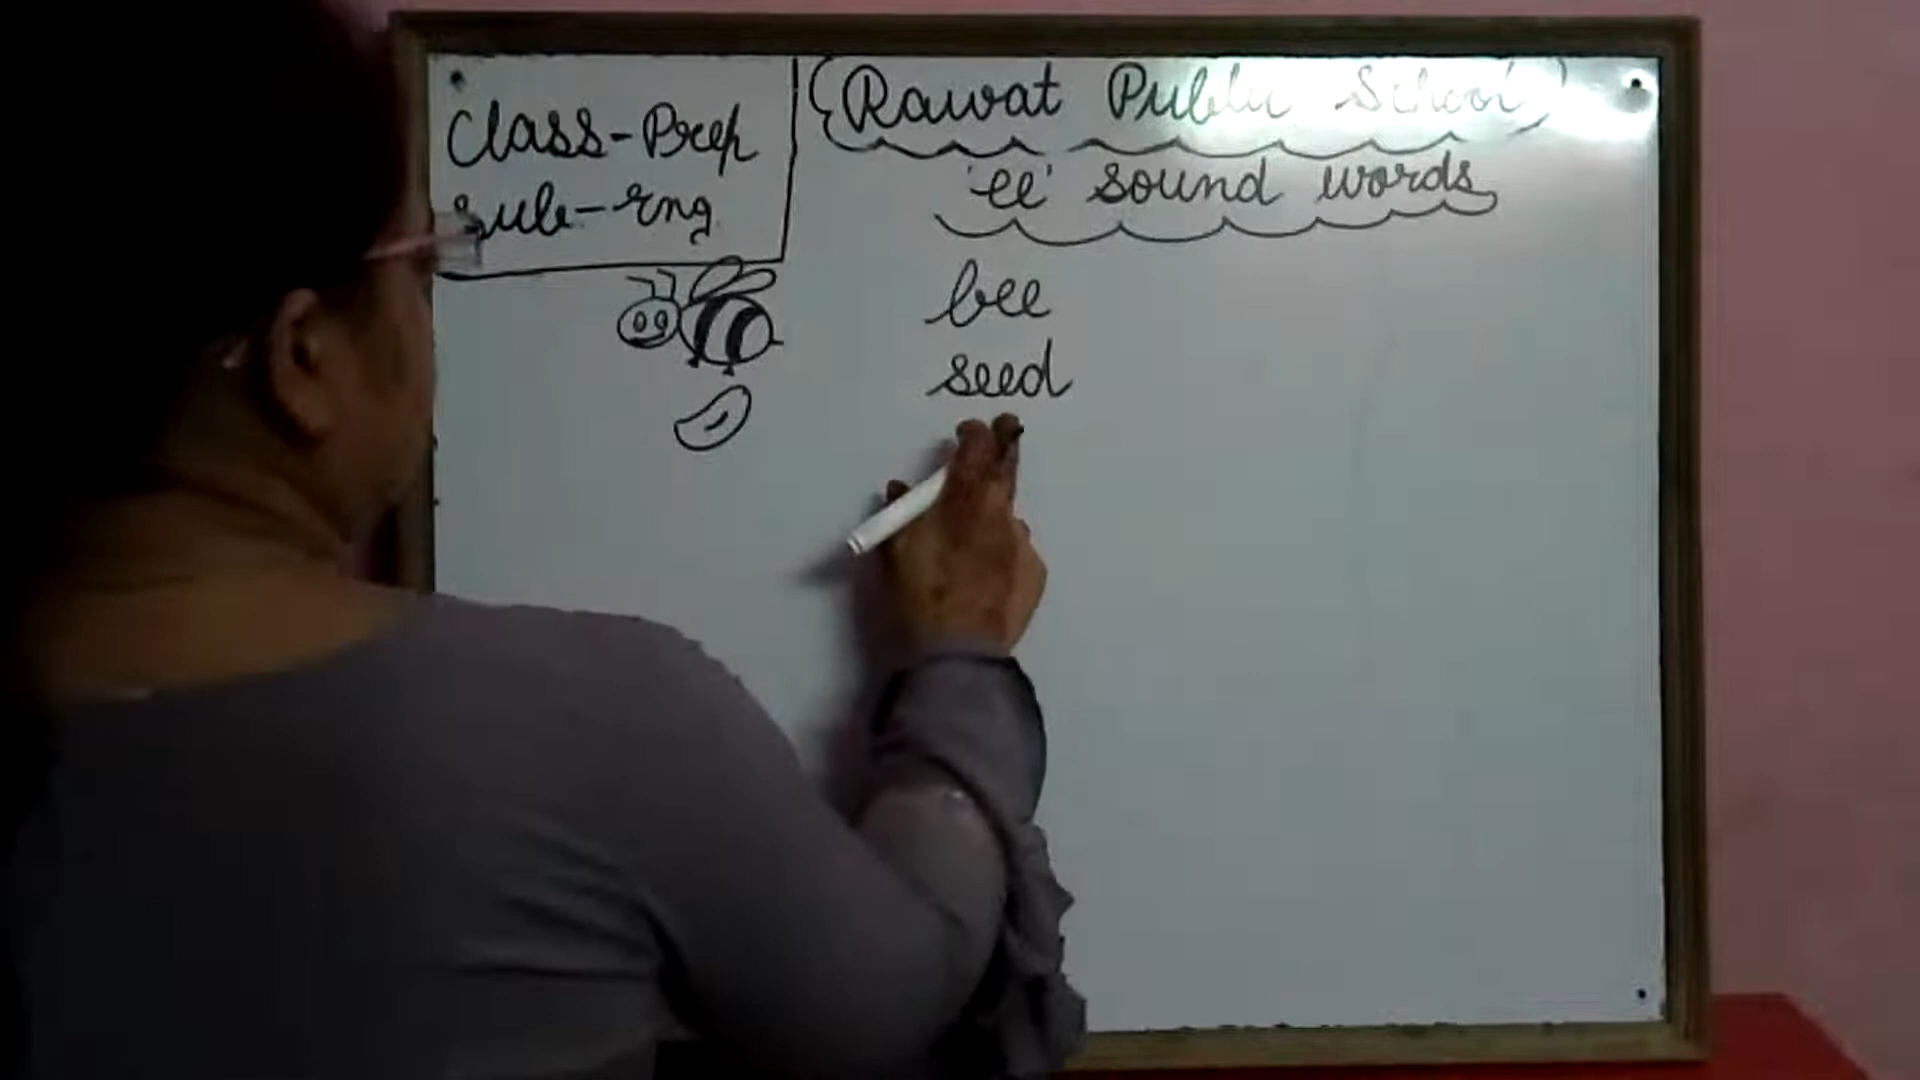 Class-Prep
Sub-Eng
Rawat Public School
'ee' sound words
bee
seed